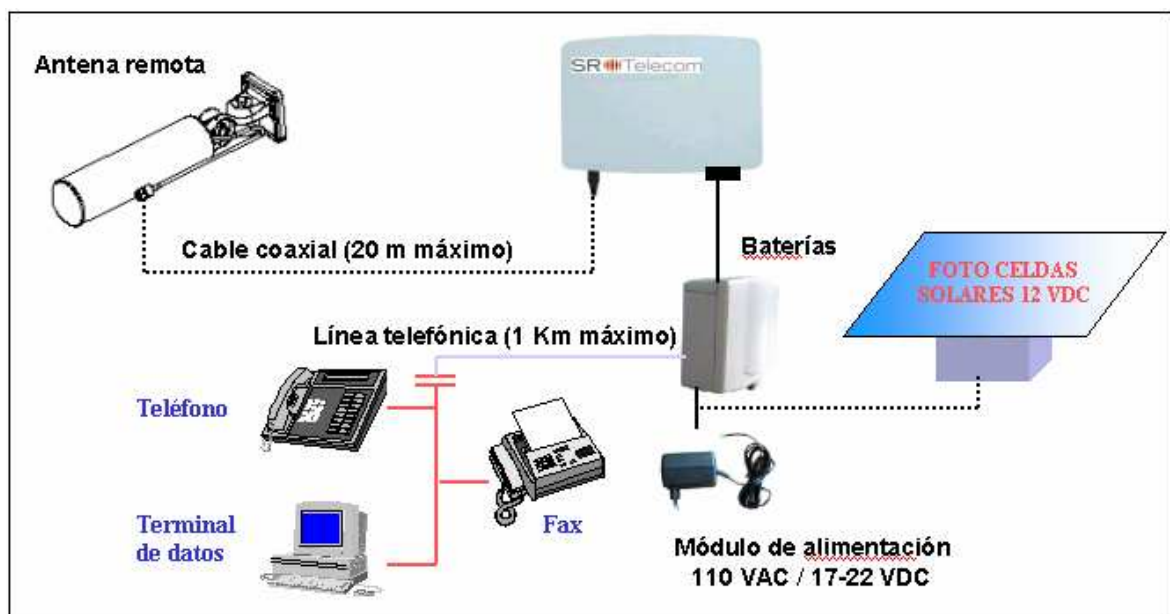 Antena remota
SR Telecom
Cable coaxial (20 m máximo)
Baterías
FOTO CELDAS
SOLARES 12 VDC
Línea telefónica (1 Km máximo)
Teléfono
Fax
Terminal
de datos
Módulo de alimentación
110 VAC / 17-22 VDC